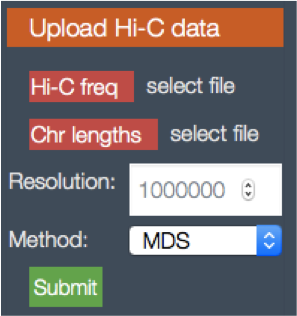 Upload Hi-C data
Hi-C freq select file
Chr lengths select file
Resolution: 1000000
Method: MDS
Submit